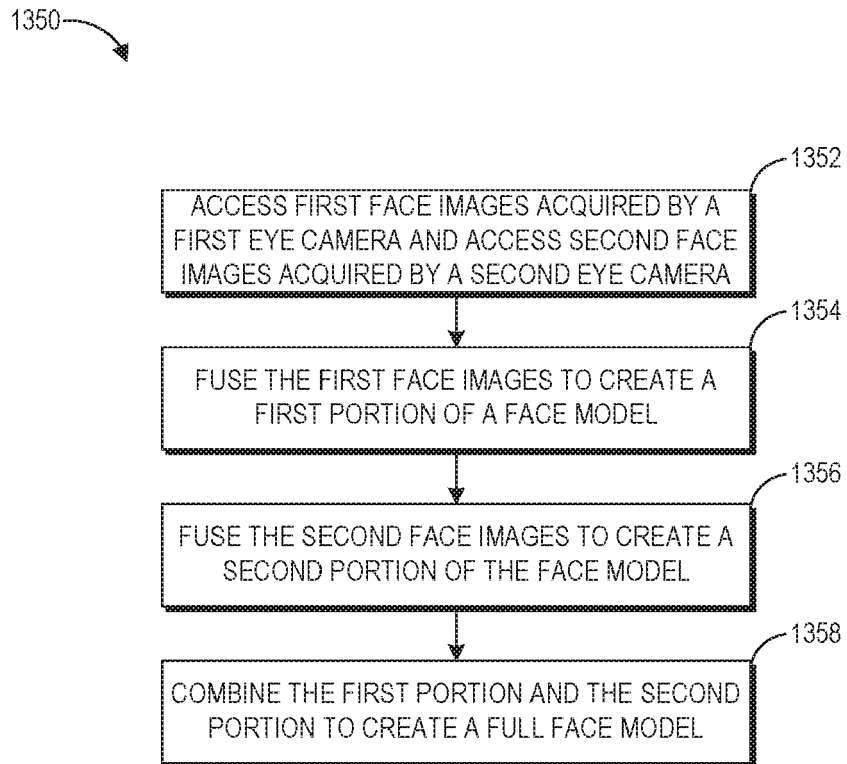 1350
1352
ACCESS FIRST FACE IMAGES ACQUIRED BY A
FIRST EYE CAMERA AND ACCESS SECOND FACE
IMAGES ACQUIRED BY A SECOND EYE CAMERA
1354
FUSE THE FIRST FACE IMAGES TO CREATE A
FIRST PORTION OF A FACE MODEL
1356
FUSE THE SECOND FACE IMAGES TO CREATE A
SECOND PORTION OF THE FACE MODEL
1358
COMBINE THE FIRST PORTION AND THE SECOND
PORTION TO CREATE A FULL FACE MODEL